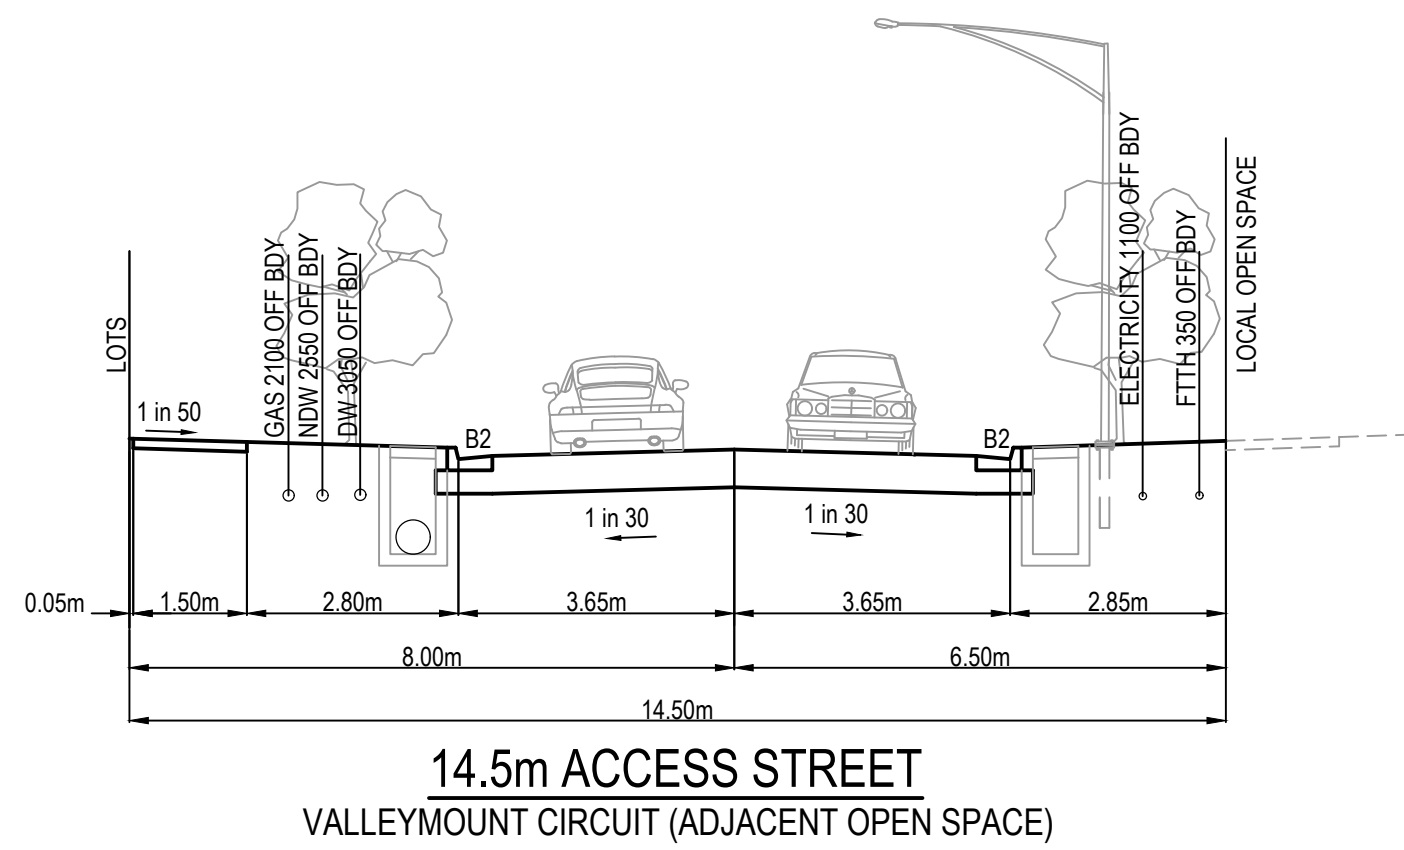 ELECTRICITY 1100 OFF BDY
LOCAL OPEN SPACE
FTTH 350 OFF BDY
GAS 2100 OFF BDY
NDW 2550 OFF BDY
DW 3050 OFF BDY
LOTS
1 in 50
B2
B2
1 in 30
1 in 30
0.05m
1.50m
2.80m
3.65m
3.65m
2.85m
8.00m
6.50m
14.50m
14.5m ACCESS STREET
VALLEYMOUNT CIRCUIT (ADJACENT OPEN SPACE)